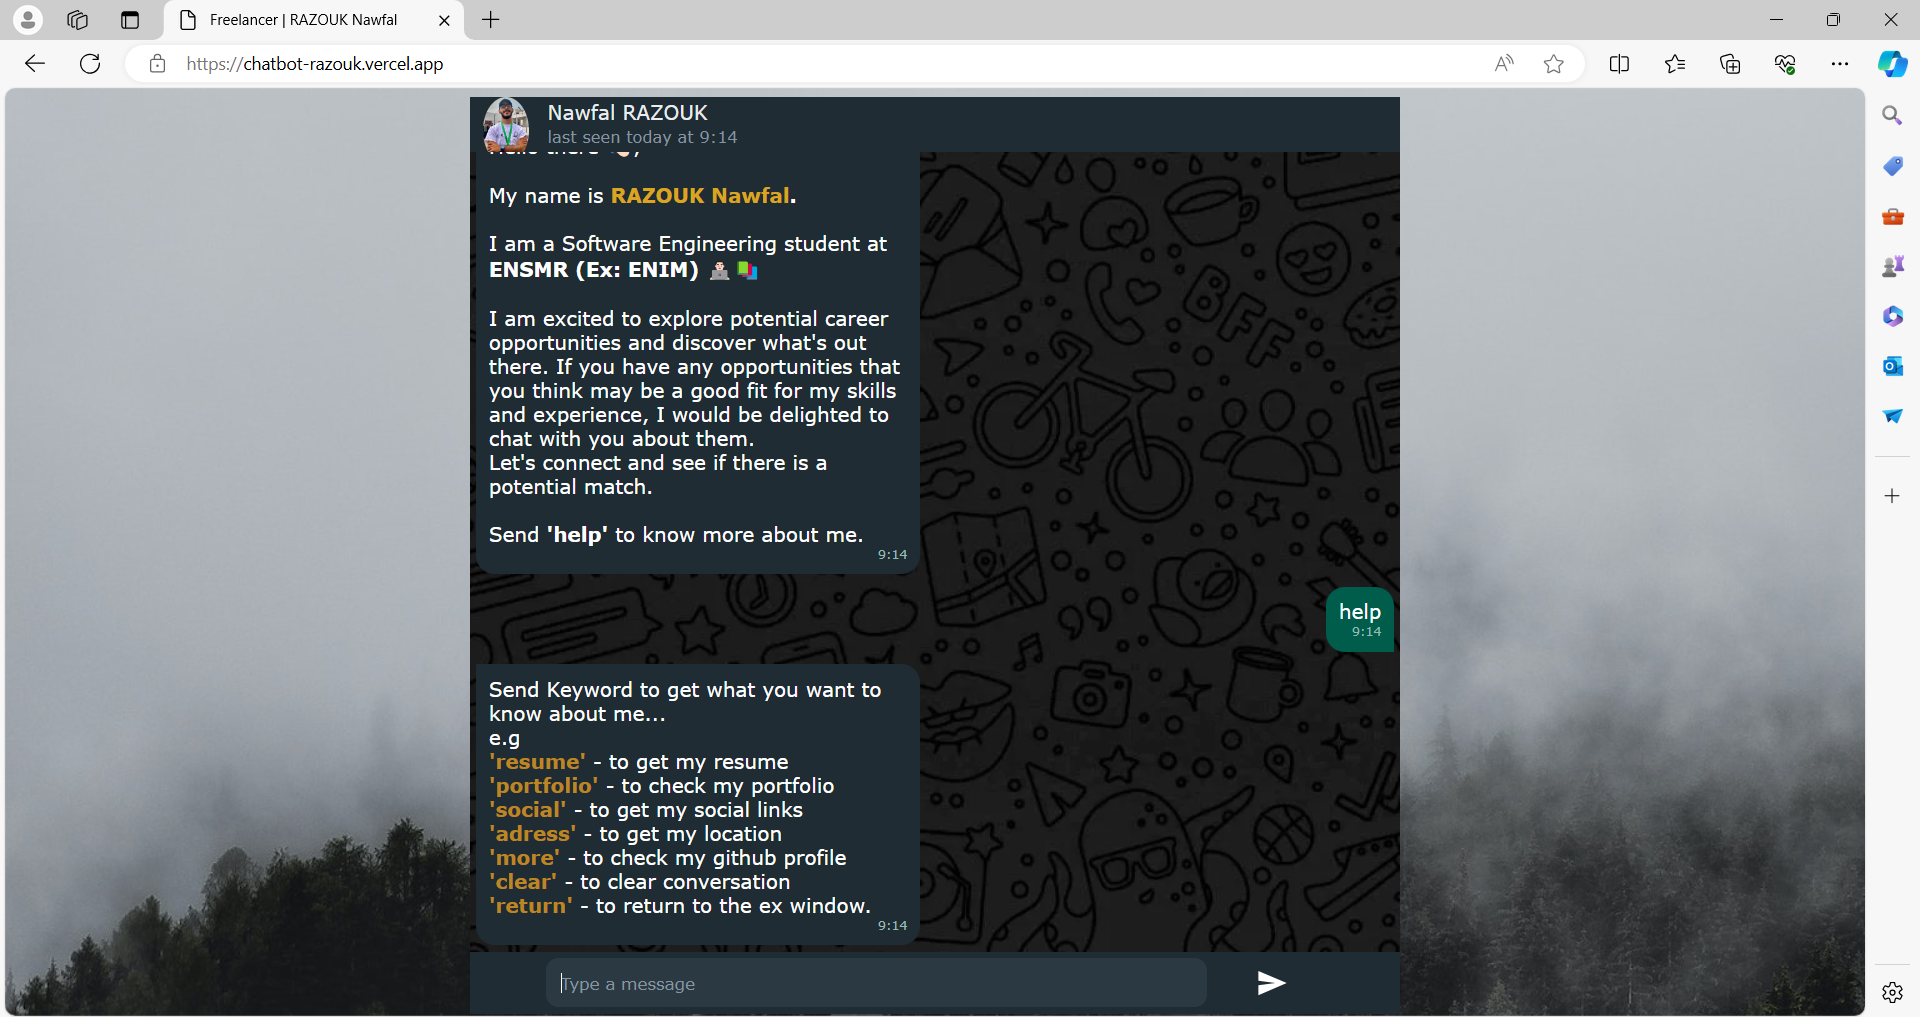 Freelancer | RAZOUK Nawfal
https://chatbot-razouk.vercel.app
Nawfal RAZOUK
last seen today at 9:14
Hello there
My name is RAZOUK Nawfal.
I am a Software Engineering student at
ENSMR (Ex: ENIM)
I am excited to explore potential career
opportunities and discover what's out
there. If you have any opportunities that
you think may be a good fit for my skills
and experience, I would be delighted to
chat with you about them.
Let's connect and see if there is a
potential match.
Send 'help' to know more about me.
9:14
help
9:14
Send Keyword to get what you want to
know about me...
e.g
'resume' - to get my resume
'portfolio' - to check my portfolio
'social' - to get my social links
'adress' - to get my location
'more' - to check my github profile
'clear' - to clear conversation
'return' - to return to the ex window.
9:14
Type a message
BFF